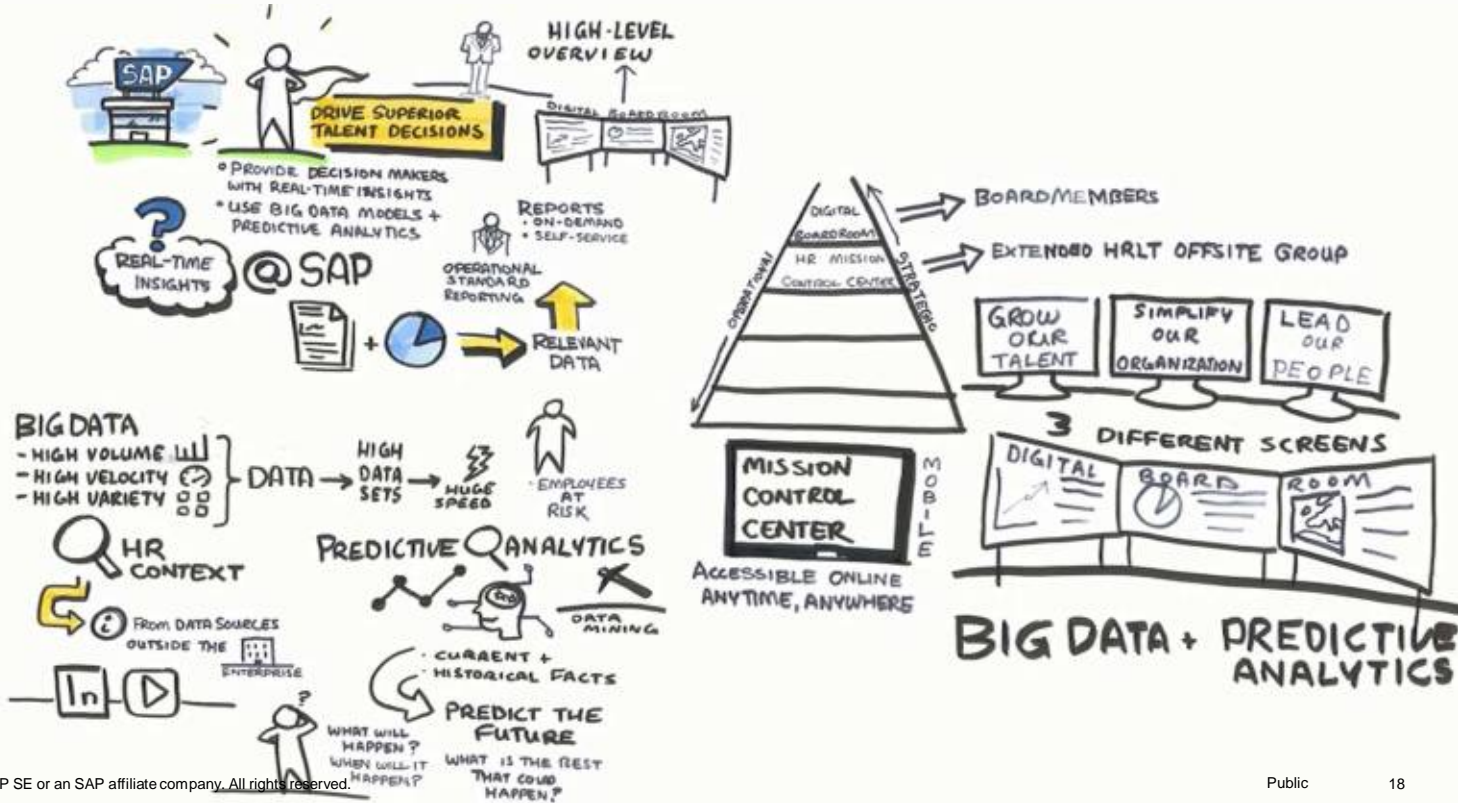 SAP
HIGH-LEVEL
OVERVIEW
DRIVE SUPERIOR
TALENT DECISIONS
DIGITAL BOARDROOM
° PROVIDE DECISION MAKERS
WITH REAL-TIME INSIGHTS
° USE BIG DATA MODELS +
PREDICTIVE ANALYTICS
?
REAL-TIME
INSIGHTS
@ SAP
REPORTS
· ON-DEMAND
· SELF-SERVICE
OPERATIONAL
STANDARD
REPORTING
+
RELEVANT
DATA
BIG DATA
- HIGH VOLUME
- HIGH VELOCITY
- HIGH VARIETY
DATA
HIGH
DATA
SETS
HUGE
SPEED
· EMPLOYEES
AT
RISK
HR
CONTEXT
i
FROM DATA SOURCES
OUTSIDE THE
ENTERPRISE
In
PREDICTIVE ANALYTICS
DATA
MINING
· CURRENT +
· HISTORICAL FACTS
PREDICT THE
FUTURE
?
WHAT WILL
HAPPEN?
WHEN WILL IT
HAPPEN?
WHAT IS THE BEST
THAT COULD
HAPPEN?
DIGITAL
BOARDROOM
HR MISSION
CONTROL CENTER
OPERATIONAL
STRATEGIC
BOARDMEMBERS
EXTENDED HRLT OFFSITE GROUP
GROW
OUR
TALENT
SIMPLIFY
OUR
ORGANIZATION
LEAD
OUR
PEOPLE
3 DIFFERENT SCREENS
MISSION
CONTROL
CENTER
MOBILE
ACCESSIBLE ONLINE
ANYTIME, ANYWHERE
DIGITAL BOARD ROOM
BIG DATA + PREDICTIVE
ANALYTICS
P SE or an SAP affiliate company. All rights reserved.
Public
18